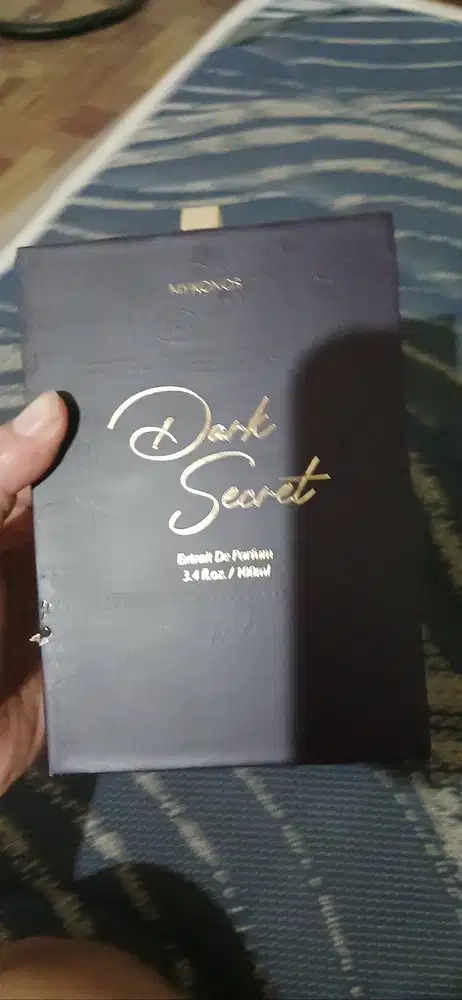 MYKONOS
Dark
Secret
Extrait De Parfum
3.4 fl.oz. / 100ml